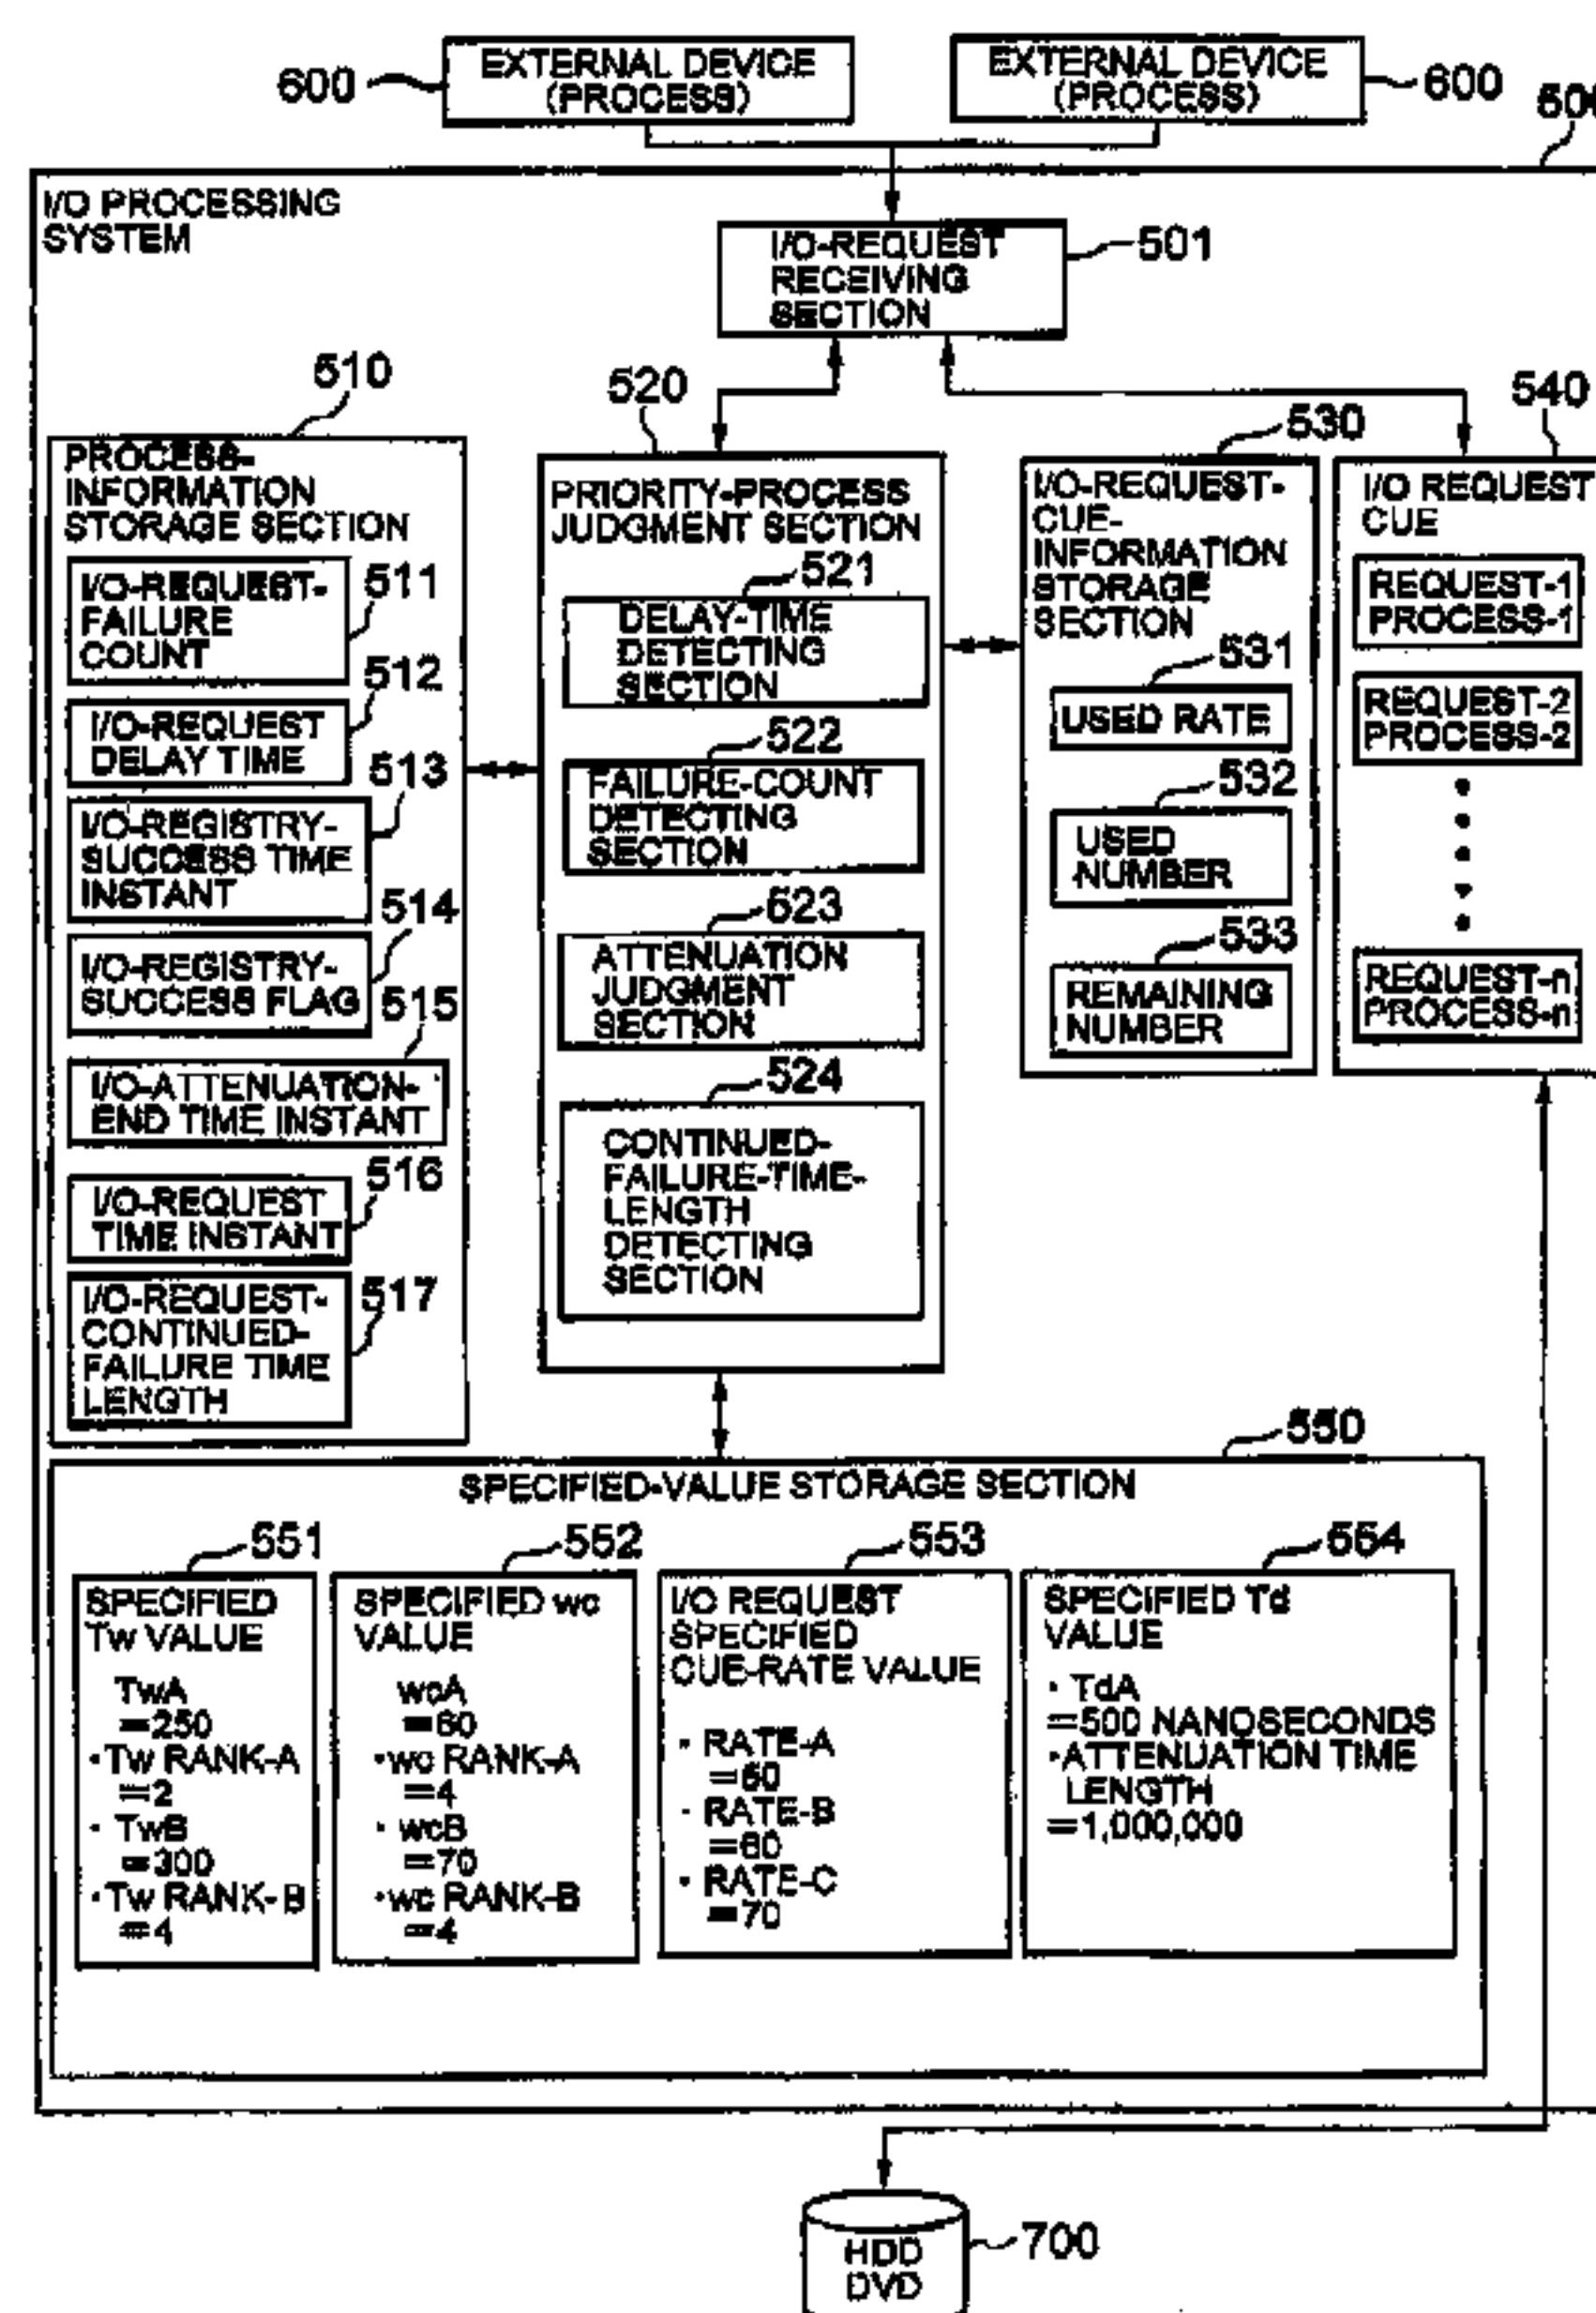 EXTERNAL DEVICE
(PROCESS)
600
EXTERNAL DEVICE
(PROCESS)
600
I/O PROCESSING
SYSTEM
I/O-REQUEST
RECEIVING
SECTION
501
510
PROCESS-
INFORMATION
STORAGE SECTION
I/O-REQUEST-
FAILURE
COUNT
511
I/O-REQUEST
DELAY TIME
512
I/O-REGISTRY-
SUCCESS TIME
INSTANT
513
I/O-REGISTRY-
SUCCESS FLAG
514
I/O-ATTENUATION-
END TIME INSTANT
515
I/O-REQUEST
TIME INSTANT
516
I/O-REQUEST-
CONTINUED-
FAILURE TIME
LENGTH
517
520
PRIORITY-PROCESS
JUDGMENT SECTION
521
DELAY-TIME
DETECTING
SECTION
522
FAILURE-COUNT
DETECTING
SECTION
523
ATTENUATION
JUDGMENT
SECTION
524
CONTINUED-
FAILURE-TIME-
LENGTH
DETECTING
SECTION
530
I/O-REQUEST-
CUE-
INFORMATION
STORAGE
SECTION
531
USED RATE
532
USED
NUMBER
533
REMAINING
NUMBER
540
I/O REQUEST
CUE
REQUEST-1
PROCESS-1
REQUEST-2
PROCESS-2
REQUEST-n
PROCESS-n
550
SPECIFIED-VALUE STORAGE SECTION
551
SPECIFIED
Tw VALUE
TwA
=250
・Tw RANK-A
=2
・TwB
=300
・Tw RANK-B
=4
552
SPECIFIED wc
VALUE
wcA
=60
・wc RANK-A
=4
・wcB
=70
・wc RANK-B
=4
553
I/O REQUEST
SPECIFIED
CUE-RATE VALUE
・RATE-A
・RATE-B
=60
・RATE-C
=70
554
SPECIFIED Td
VALUE
・TdA
=500 NANOSECONDS
・ATTENUATION TIME
LENGTH
=1,000,000
HDD
DVD
700